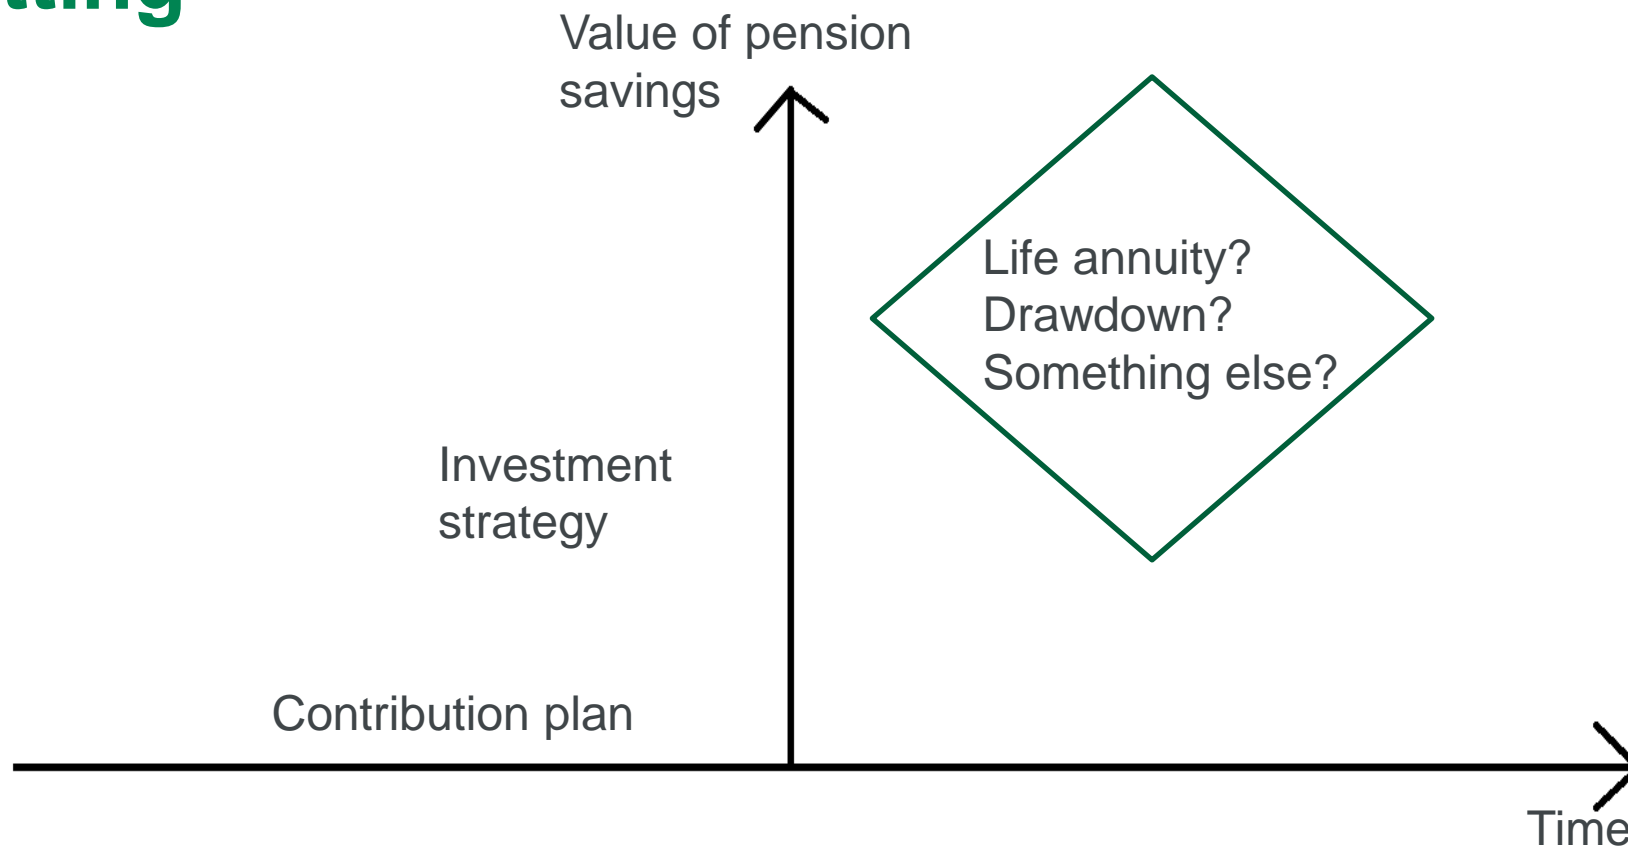 Value of pension
savings
Life annuity?
Drawdown?
Something else?
Investment
strategy
Contribution plan
Time